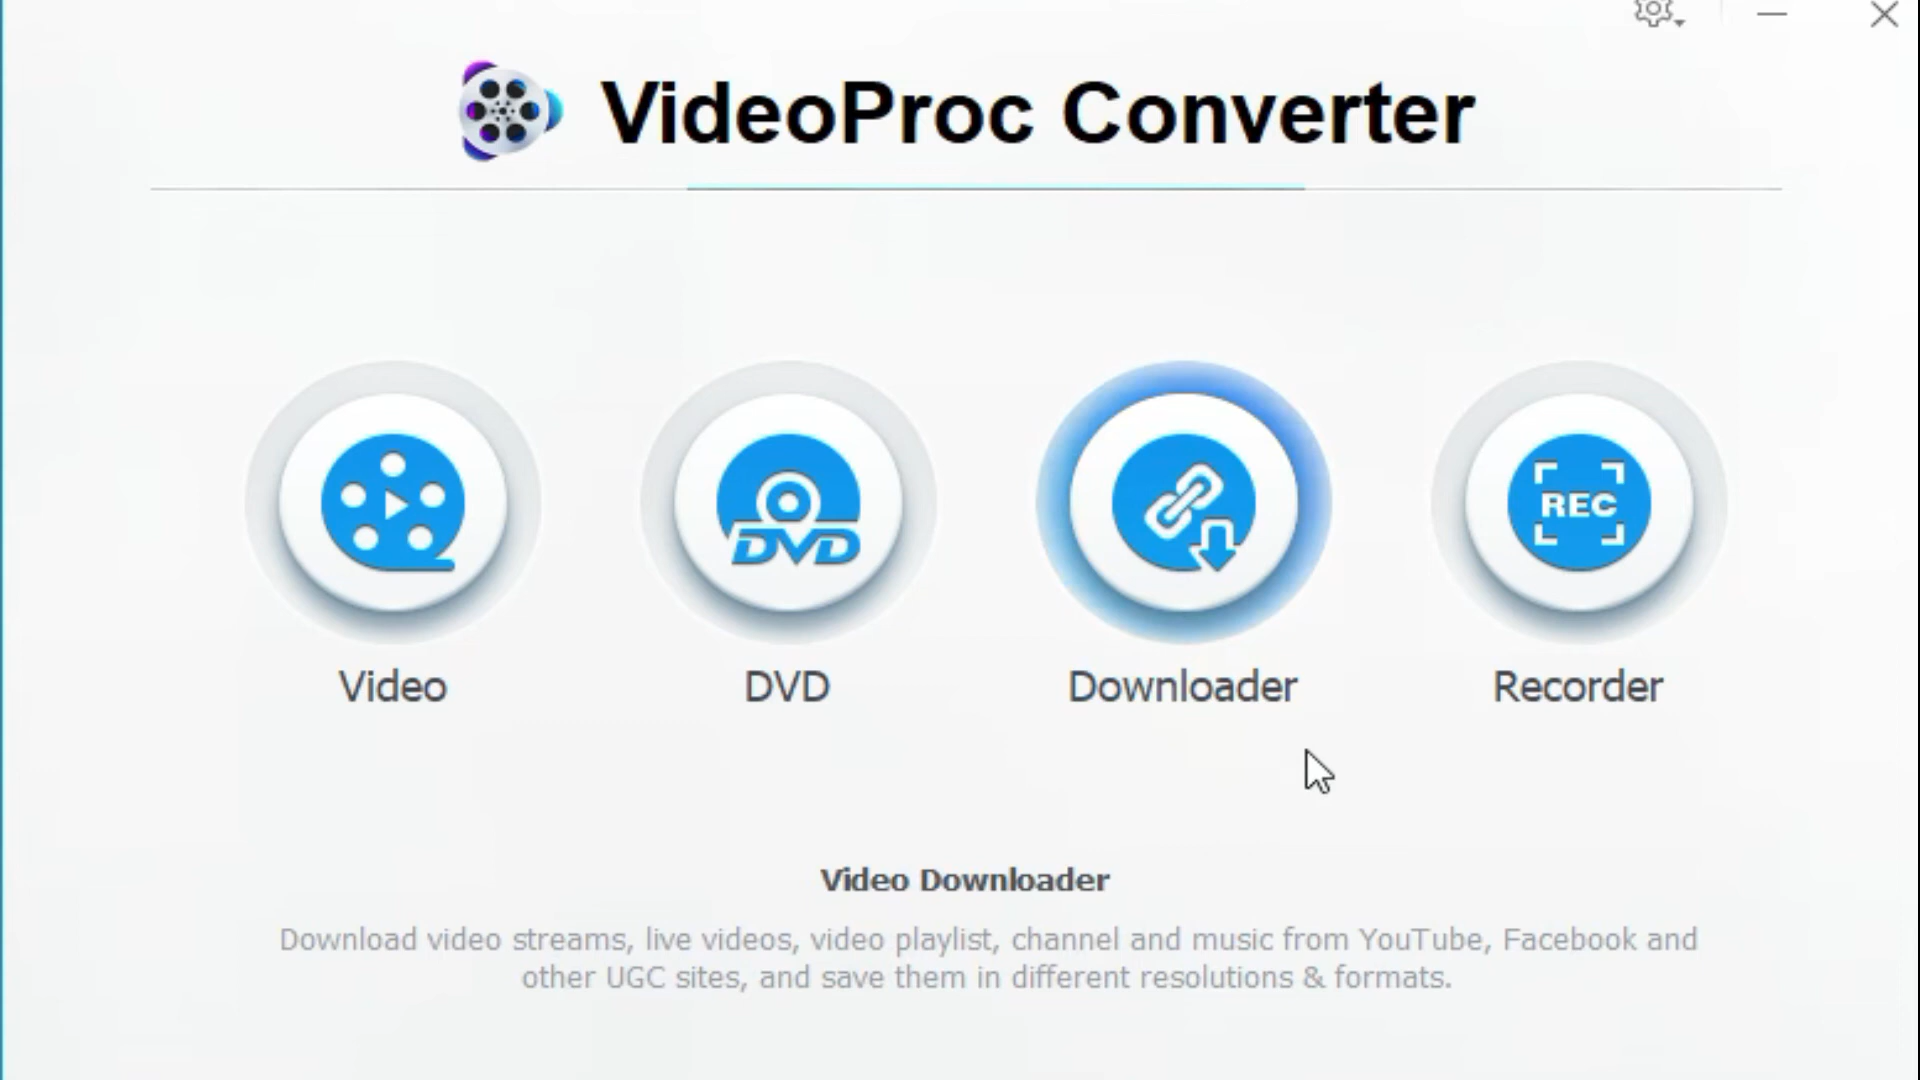 VideoProc Converter
DVD
REC
Video
DVD
Downloader
Recorder
Video Downloader
Download video streams, live videos, video playlist, channel and music from YouTube, Facebook and
other UGC sites, and save them in different resolutions & formats.